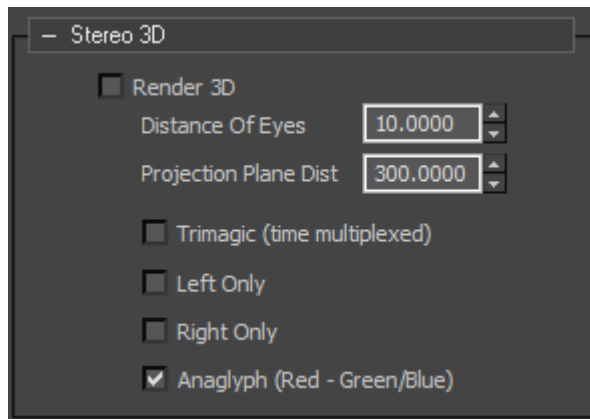 Stereo 3D
Render 3D
Distance Of Eyes 10.0000
Projection Plane Dist 300.0000
Trimagic (time multiplexed)
Left Only
Right Only
Anaglyph (Red - Green/Blue)